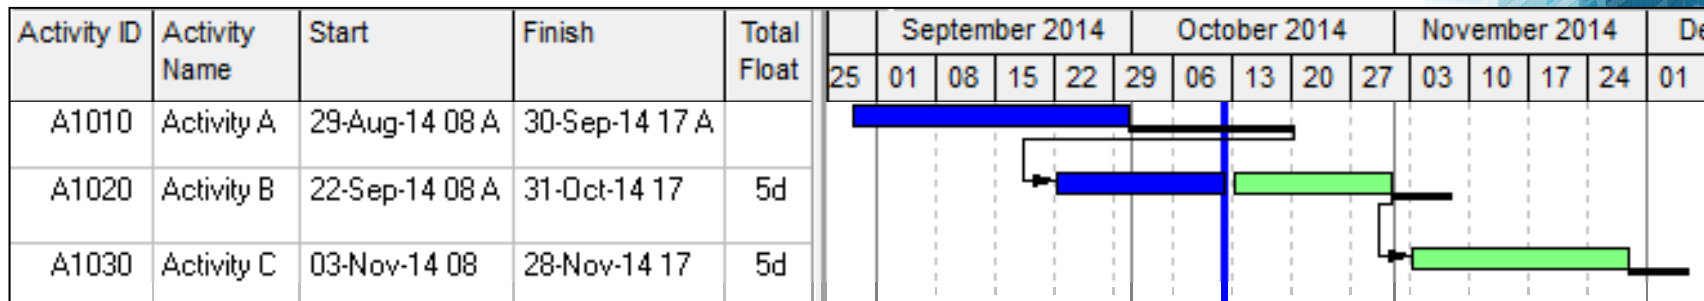 Activity ID Activity Name Start Finish Total Float
September 2014 October 2014 November 2014 De
25 01 08 15 22 29 06 13 20 27 03 10 17 24 01
A1010 Activity A 29-Aug-14 08 A 30-Sep-14 17 A
A1020 Activity B 22-Sep-14 08 A 31-Oct-14 17 5d
A1030 Activity C 03-Nov-14 08 28-Nov-14 17 5d